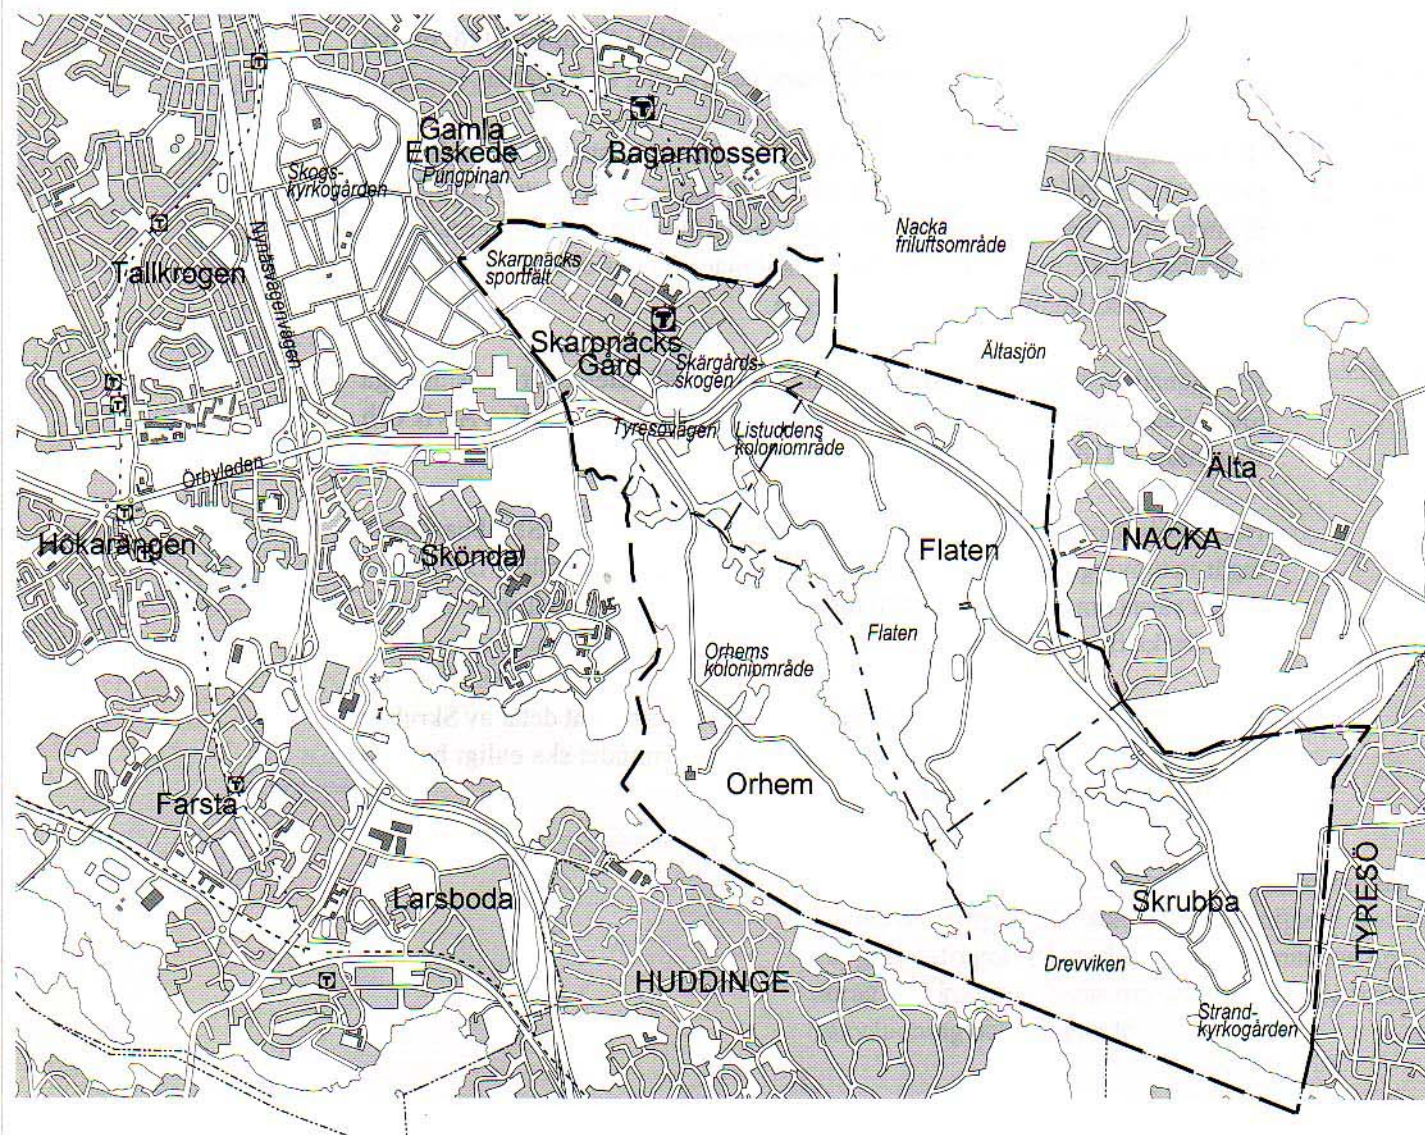 Gamla
Enskede
Pungpinan
Bagarmossen
Skogs-
kyrkogården
Nacka
friluftsområde
Tallkrogen
Nynäsvägenvägen
Skarpnäcks
sportfält
Skarpnäcks
Gård
Skärgårds-
skogen
Ältasjön
Tyresövägen
Listuddens
koloniområde
Örbyleden
Älta
Hökarängen
Sköndal
Flaten
NACKA
Flaten
Orhems
koloniområde
Orhem
Farsta
Larsboda
Skrubba
TYRESÖ
HUDDINGE
Drevviken
Strand-
kyrkogården
T
T
T
T
T
T
T
T
T
T